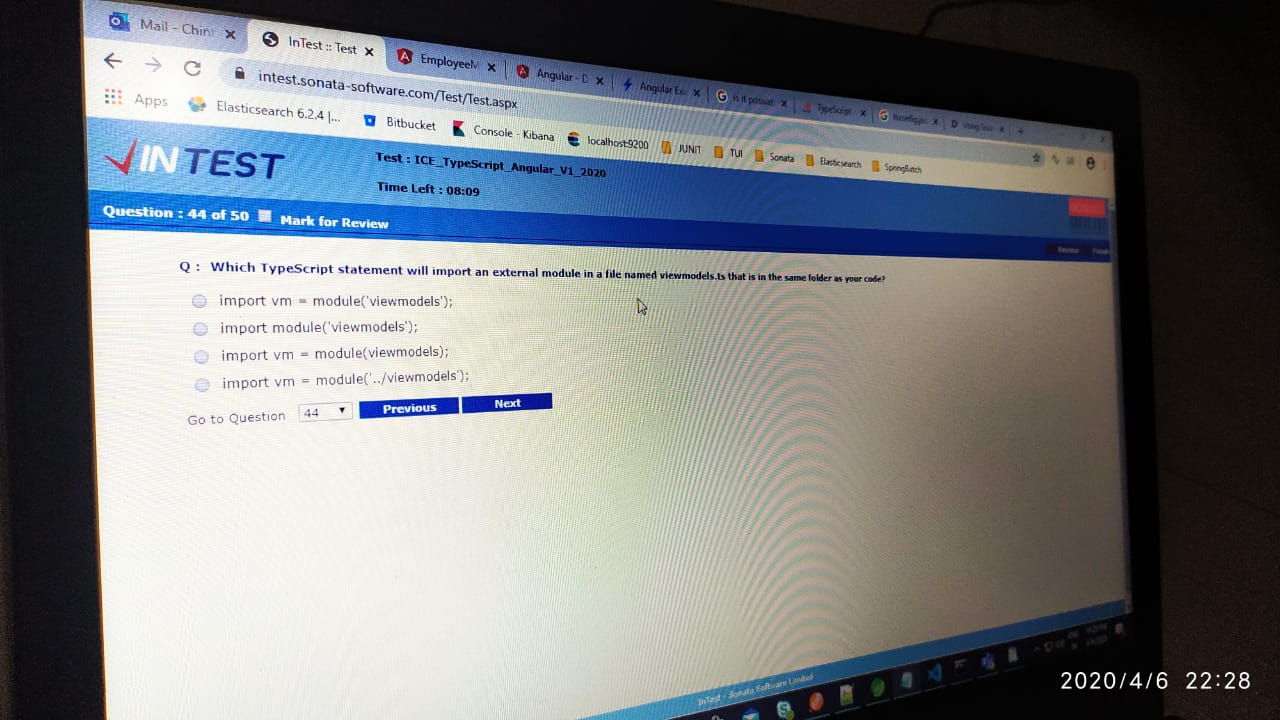 Mail - Chint
InTest :: Test
EmployeeM
Angular - D
Angular Exa
is it possib
TypeScript
tsconfig.jso
intest.sonata-software.com/Test/Test.aspx
Apps
Elasticsearch 6.2.4 |...
Bitbucket
Console - Kibana
localhost:9200
JUNIT
TUI
Sonata
Elasticsearch
SpringBatch
INTEST
Test : ICE_TypeScript_Angular_V1_2020
Time Left : 08:09
Question : 44 of 50 Mark for Review
Review
Q : Which TypeScript statement will import an external module in a file named viewmodels.ts that is in the same folder as your code?
import vm = module('viewmodels');
import module('viewmodels');
import vm = module(viewmodels);
import vm = module('../viewmodels');
Go to Question 44 Previous Next
InTest - Sonata Software Limited
2020/4/6 22:28